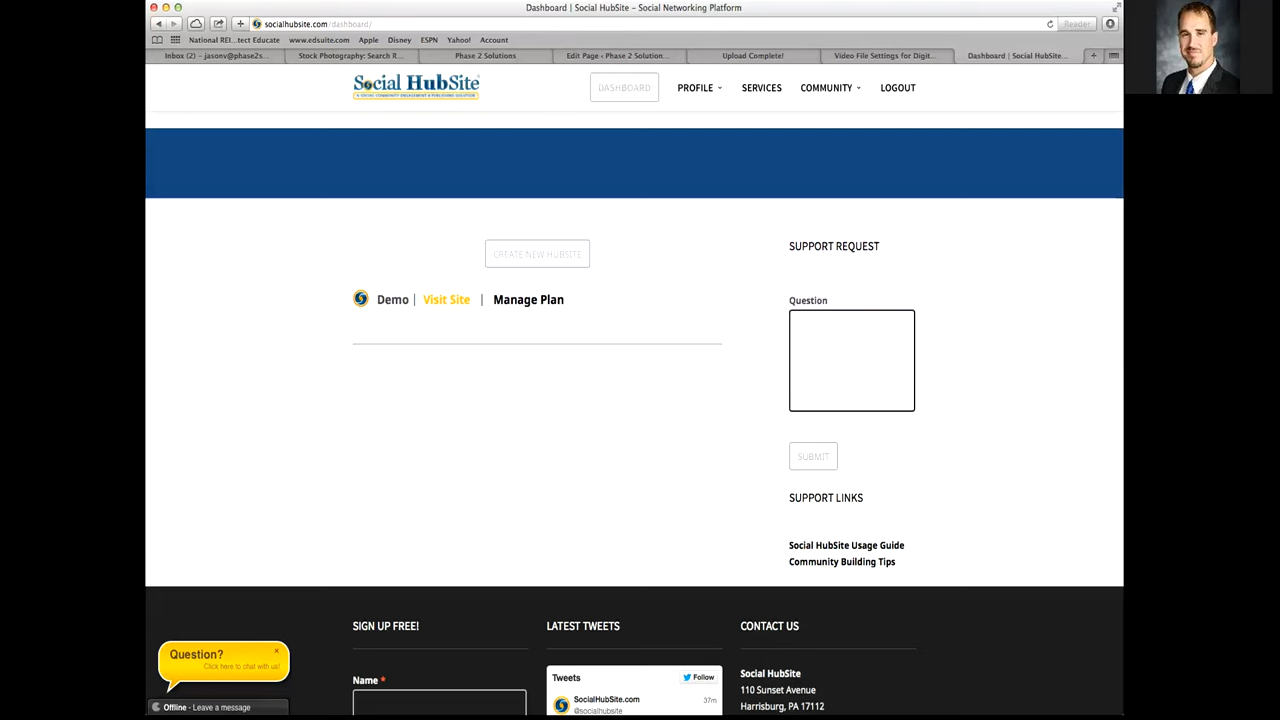 Dashboard | Social HubSite – Social Networking Platform
socialhubsite.com/dashboard/
Reader
National REI...tect Educate www.edsuite.com Apple Disney ESPN Yahoo! Account
Inbox (2) – jasonv@phase2s... Stock Photography: Search R... Phase 2 Solutions Edit Page ‹ Phase 2 Solution... Upload Complete! Video File Settings for Digit... Dashboard | Social HubSite...
Social HubSite
A SOCIAL COMMUNITY ENGAGEMENT & PUBLISHING SOLUTION
DASHBOARD PROFILE SERVICES COMMUNITY LOGOUT
CREATE NEW HUBSITE
Demo | Visit Site | Manage Plan
SUPPORT REQUEST
Question
SUBMIT
SUPPORT LINKS
Social HubSite Usage Guide
Community Building Tips
SIGN UP FREE!
Name *
LATEST TWEETS
Tweets Follow
SocialHubSite.com 37m
@socialhubsite
CONTACT US
Social HubSite
110 Sunset Avenue
Harrisburg, PA 17112
Question? ×
Click here to chat with us!
Offline - Leave a message